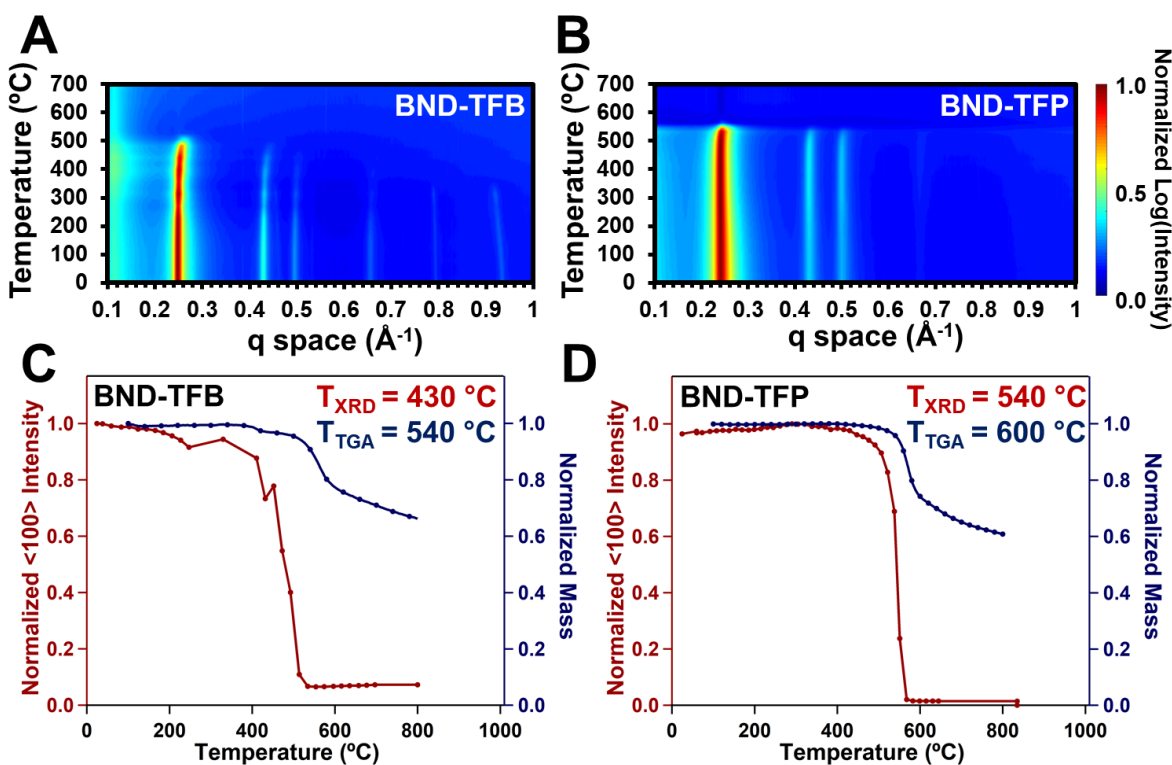 A
B
Temperature (ºC)
700
600
500
400
300
200
100
0
BND-TFB
0.1 0.2 0.3 0.4 0.5 0.6 0.7 0.8 0.9 1
q space (Å-1)
Temperature (ºC)
700
600
500
400
300
200
100
0
BND-TFP
0.1 0.2 0.3 0.4 0.5 0.6 0.7 0.8 0.9 1
q space (Å-1)
1.0
0.5
0.0
Normalized Log(Intensity)
C
D
BND-TFB
TXRD = 430 °C
TTGA = 540 °C
Normalized <100> Intensity
1.0
0.8
0.6
0.4
0.2
0.0
1.0
0.8
0.6
0.4
0.2
0.0
Normalized Mass
0 200 400 600 800 1000
Temperature (ºC)
BND-TFP
TXRD = 540 °C
TTGA = 600 °C
Normalized <100> Intensity
1.0
0.8
0.6
0.4
0.2
0.0
1.0
0.8
0.6
0.4
0.2
0.0
Normalized Mass
0 200 400 600 800 1000
Temperature (ºC)